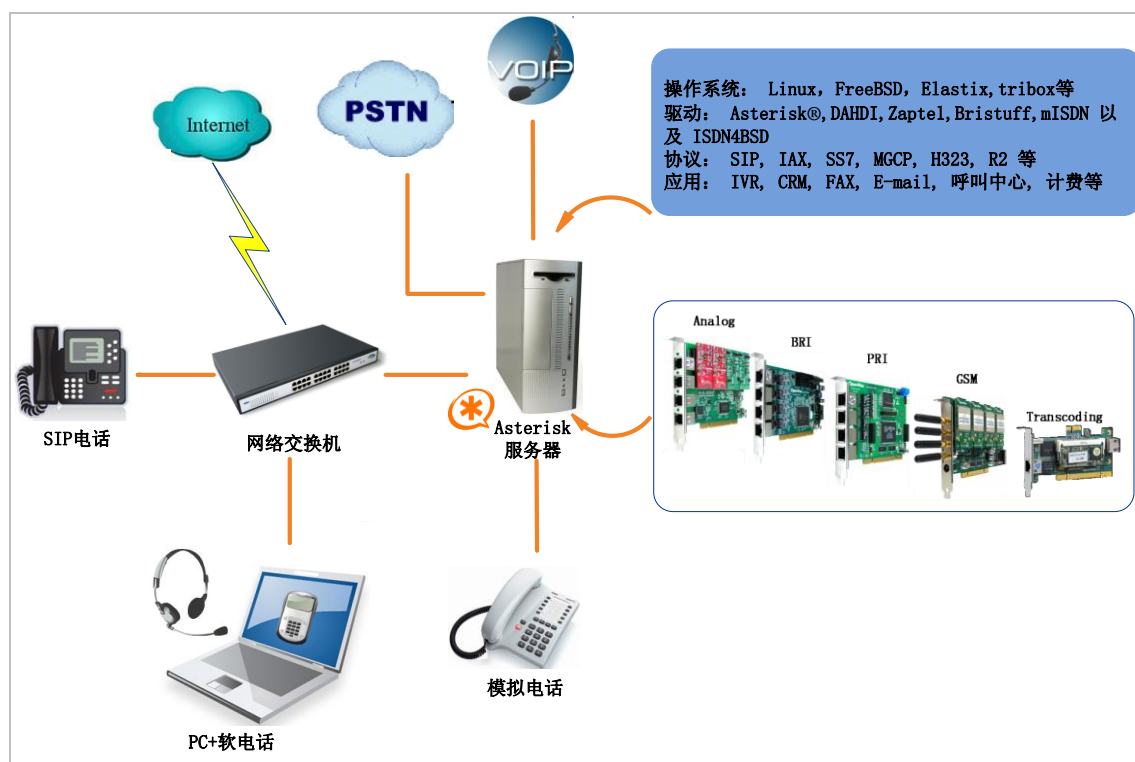 VOIP
Internet
PSTN
操作系统： Linux，FreeBSD，Elastix,tribox等
驱动： Asterisk®,DAHDI,Zaptel,Bristuff,mISDN 以
及 ISDN4BSD
协议： SIP, IAX, SS7, MGCP, H323, R2 等
应用： IVR, CRM, FAX, E-mail, 呼叫中心, 计费等
Analog
BRI
PRI
GSM
Transcoding
SIP电话
网络交换机
Asterisk
服务器
PC+软电话
模拟电话